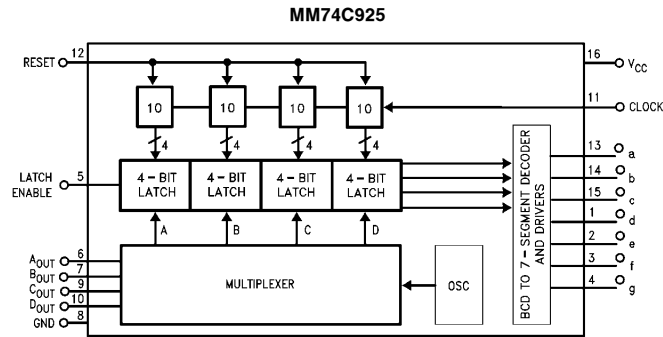 MM74C925
RESET 12
16 VCC
10 10 10 10
11 CLOCK
4 4 4 4
LATCH ENABLE 5
4-BIT LATCH
4-BIT LATCH
4-BIT LATCH
4-BIT LATCH
BCD TO 7-SEGMENT DECODER AND DRIVERS
13 a
14 b
15 c
1 d
2 e
3 f
4 g
A B C D
AOUT 6
BOUT 7
COUT 9
DOUT 10
GND 8
MULTIPLEXER
OSC